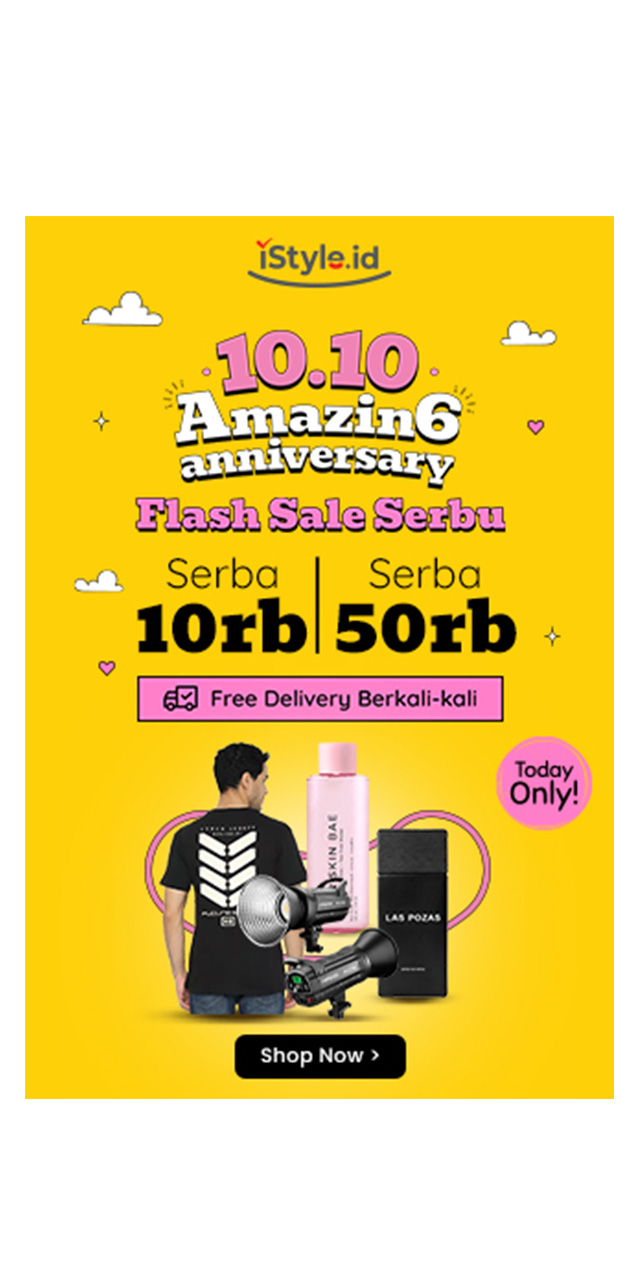 iStyle.id
10.10
Amazin6
anniversary
Flash Sale Serbu
Serba
10rb
Serba
50rb
Free Delivery Berkali-kali
Today
Only!
SKIN BAE
LAS POZAS
Shop Now >